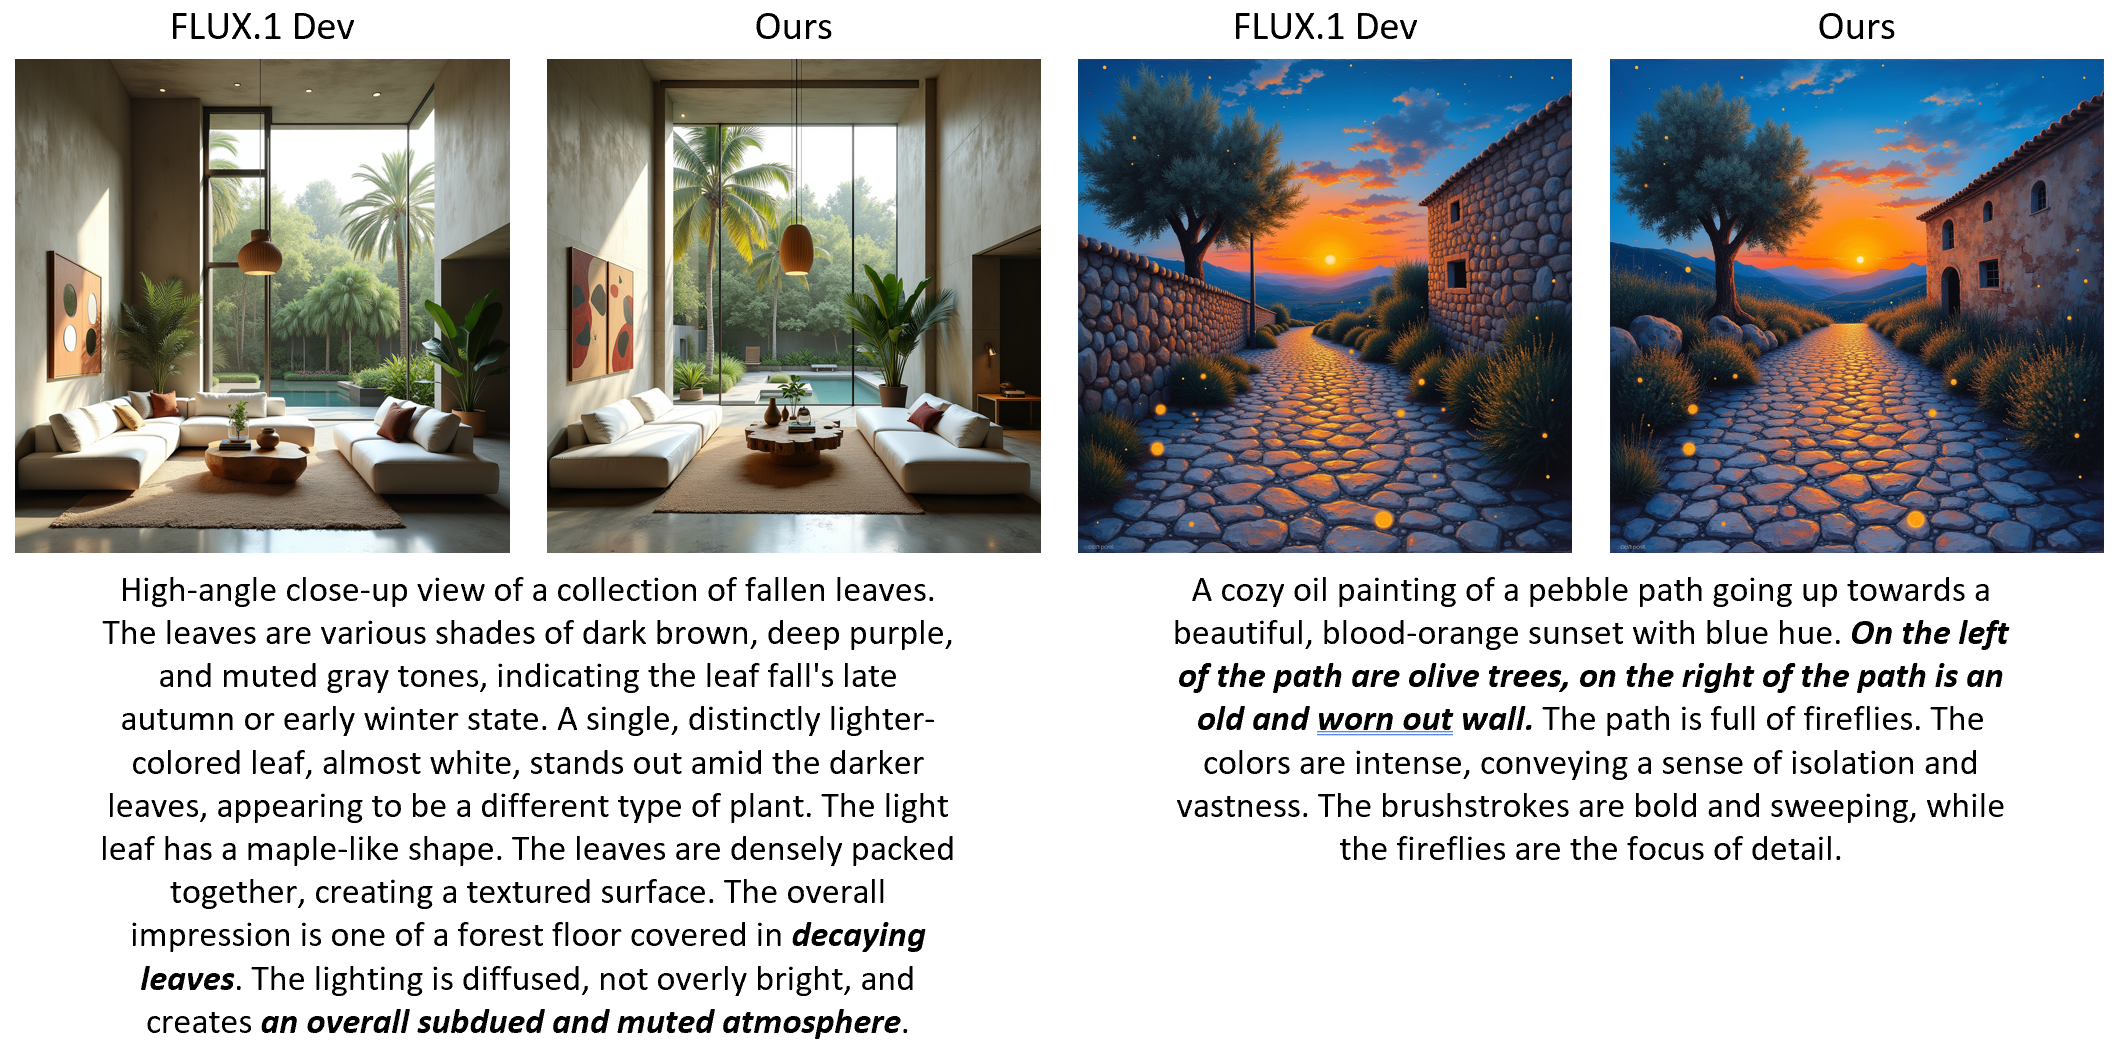 FLUX.1 Dev
Ours
FLUX.1 Dev
Ours
High-angle close-up view of a collection of fallen leaves.
The leaves are various shades of dark brown, deep purple,
and muted gray tones, indicating the leaf fall's late
autumn or early winter state. A single, distinctly lighter-
colored leaf, almost white, stands out amid the darker
leaves, appearing to be a different type of plant. The light
leaf has a maple-like shape. The leaves are densely packed
together, creating a textured surface. The overall
impression is one of a forest floor covered in decaying
leaves. The lighting is diffused, not overly bright, and
creates an overall subdued and muted atmosphere.
A cozy oil painting of a pebble path going up towards a
beautiful, blood-orange sunset with blue hue. On the left
of the path are olive trees, on the right of the path is an
old and worn out wall. The path is full of fireflies. The
colors are intense, conveying a sense of isolation and
vastness. The brushstrokes are bold and sweeping, while
the fireflies are the focus of detail.